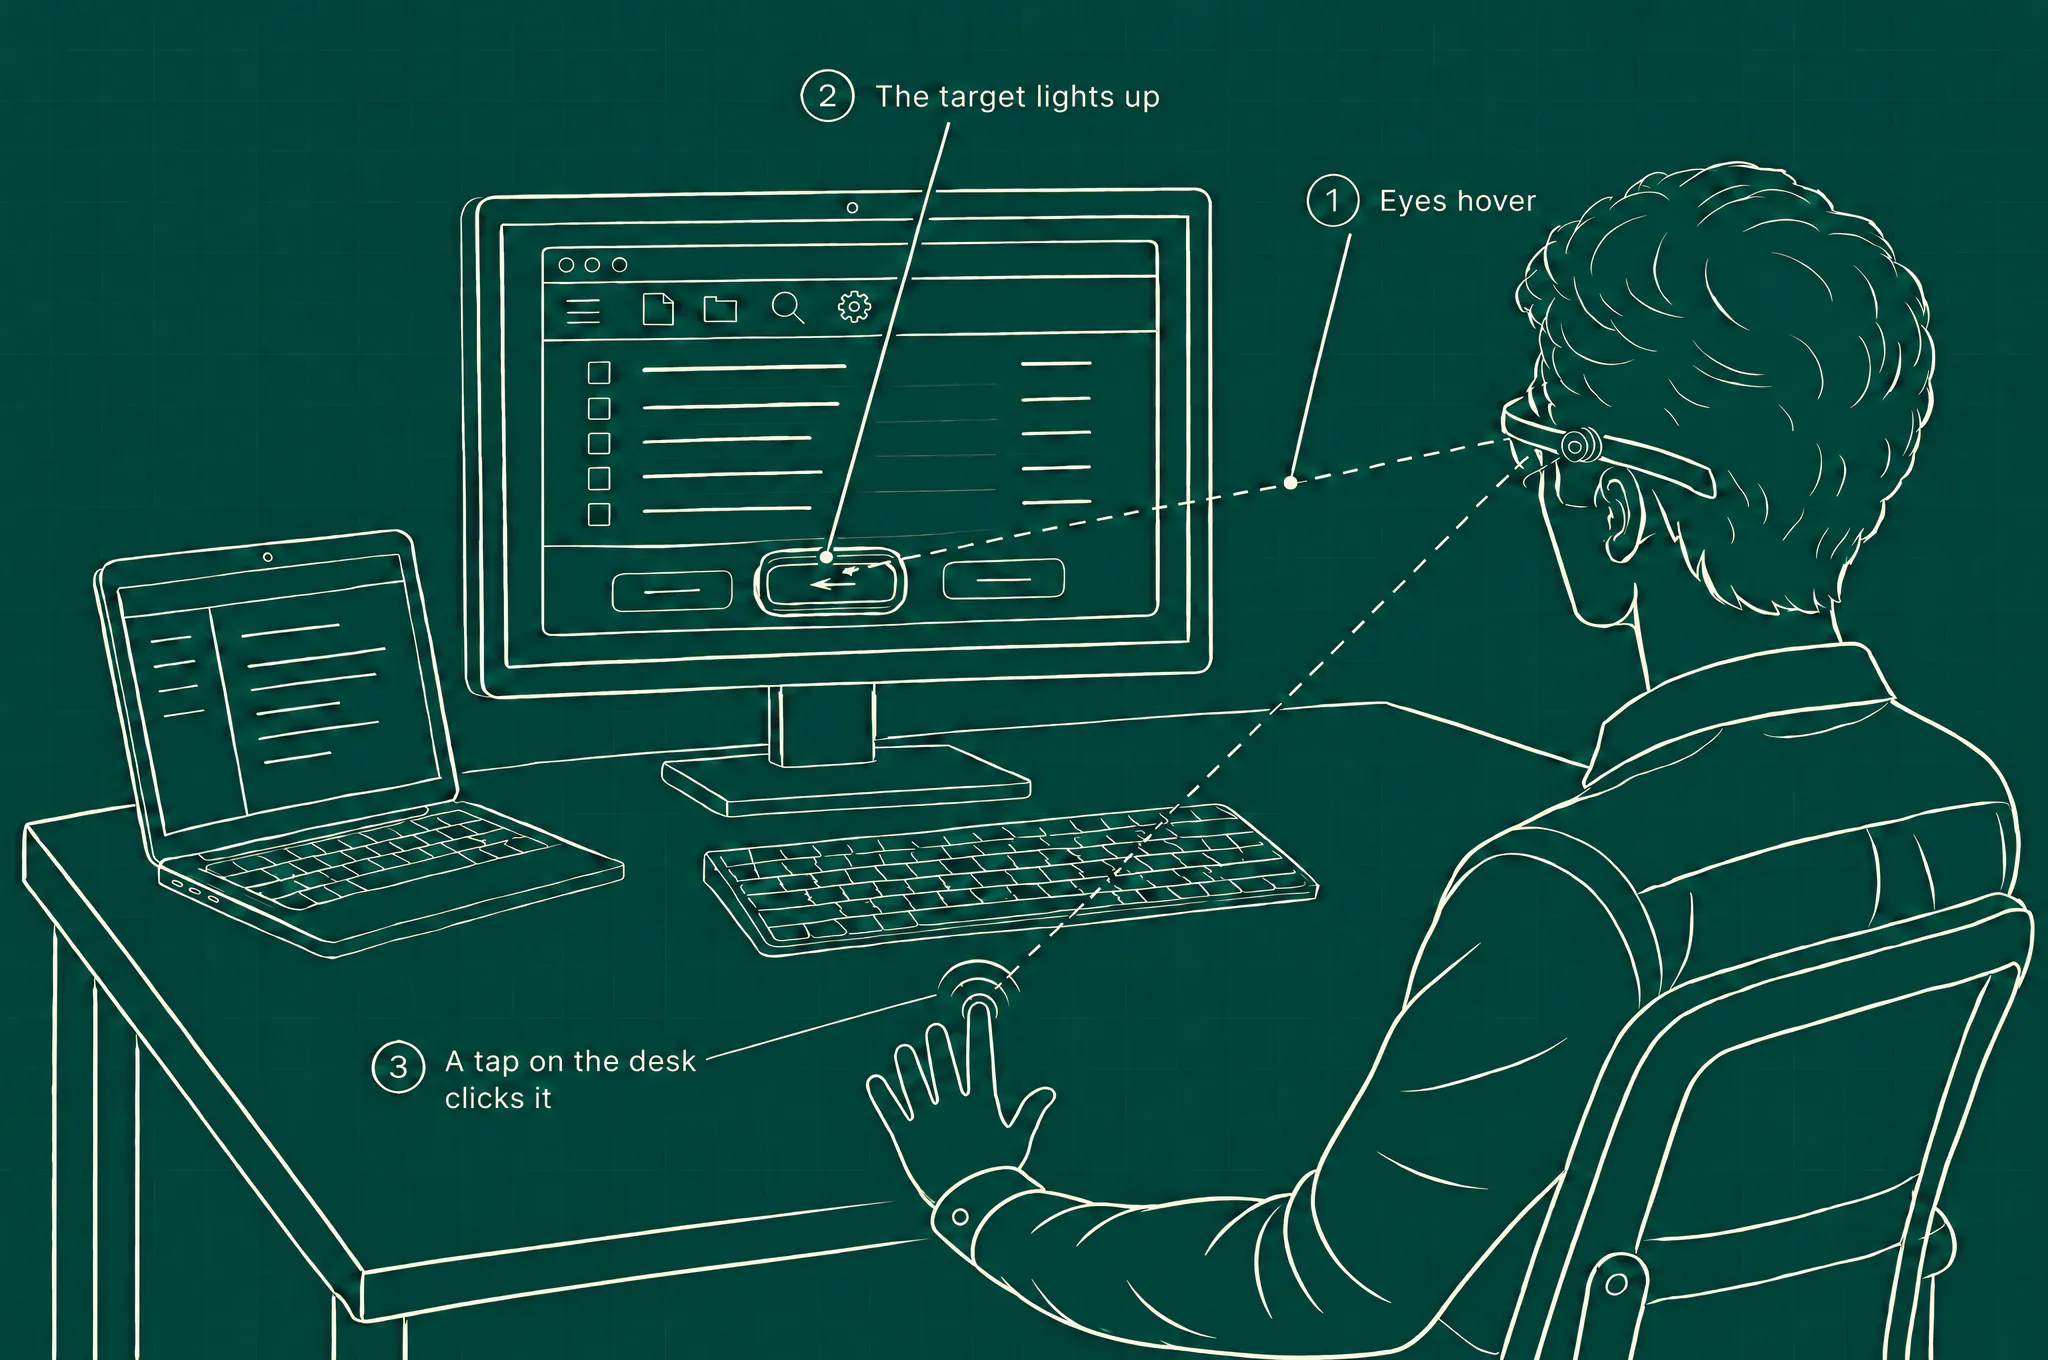 2 The target lights up
1 Eyes hover
3 A tap on the desk
clicks it